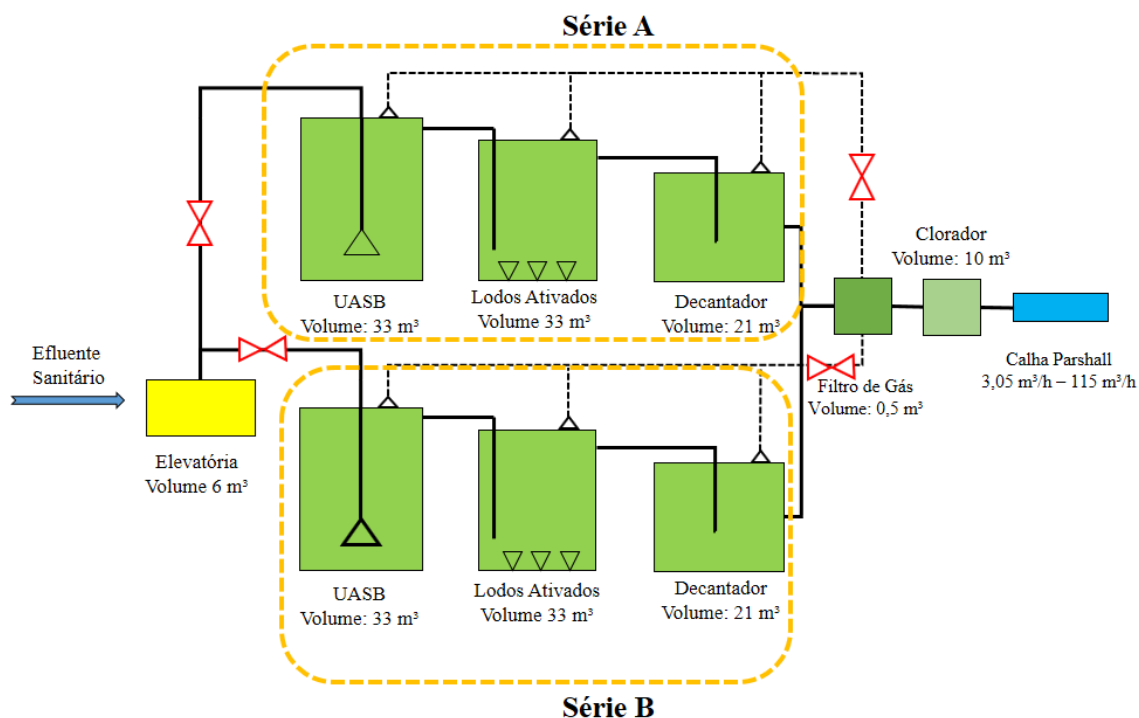 Série A
UASB
Volume: 33 m³
Lodos Ativados
Volume 33 m³
Decantador
Volume: 21 m³
Clorador
Volume: 10 m³
Efluente
Sanitário
Elevatória
Volume 6 m³
Filtro de Gás
Volume: 0,5 m³
Calha Parshall
3,05 m³/h – 115 m³/h
UASB
Volume: 33 m³
Lodos Ativados
Volume 33 m³
Decantador
Volume: 21 m³
Série B